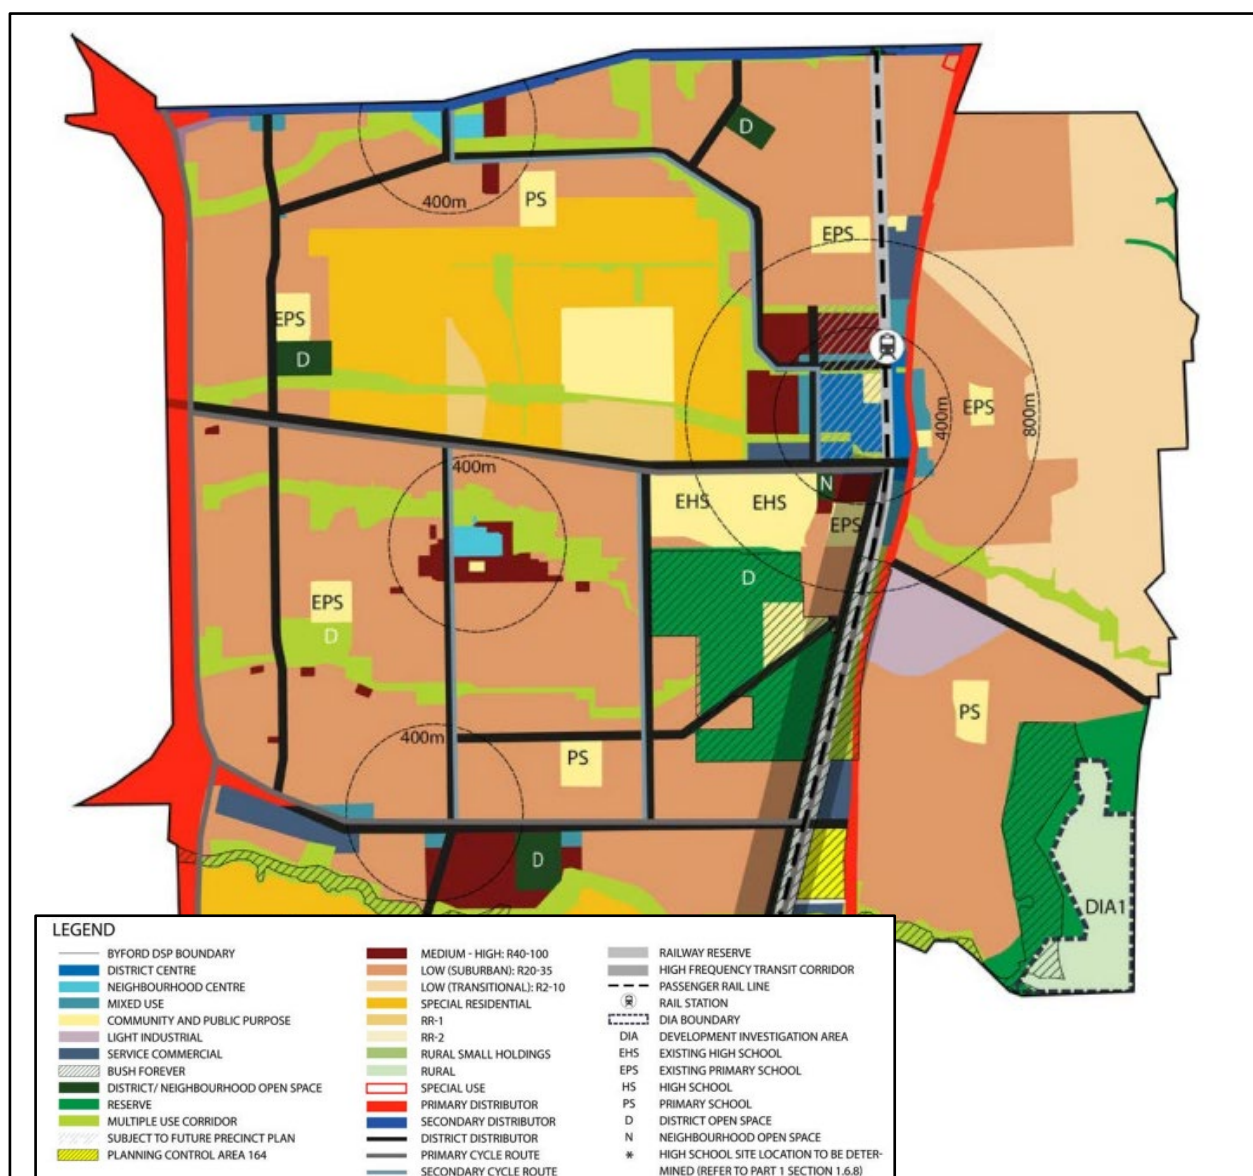 D
400m
PS
EPS
EPS
D
400m
EPS
800m
400m
N
EHS
EHS
EPS
D
EPS
D
PS
400m
PS
D
DIA1
LEGEND
BYFORD DSP BOUNDARY
DISTRICT CENTRE
NEIGHBOURHOOD CENTRE
MIXED USE
COMMUNITY AND PUBLIC PURPOSE
LIGHT INDUSTRIAL
SERVICE COMMERCIAL
BUSH FOREVER
DISTRICT/ NEIGHBOURHOOD OPEN SPACE
RESERVE
MULTIPLE USE CORRIDOR
SUBJECT TO FUTURE PRECINCT PLAN
PLANNING CONTROL AREA 164
MEDIUM - HIGH: R40-100
LOW (SUBURBAN): R20-35
LOW (TRANSITIONAL): R2-10
SPECIAL RESIDENTIAL
RR-1
RR-2
RURAL SMALL HOLDINGS
RURAL
SPECIAL USE
PRIMARY DISTRIBUTOR
SECONDARY DISTRIBUTOR
DISTRICT DISTRIBUTOR
PRIMARY CYCLE ROUTE
SECONDARY CYCLE ROUTE
RAILWAY RESERVE
HIGH FREQUENCY TRANSIT CORRIDOR
PASSENGER RAIL LINE
RAIL STATION
DIA BOUNDARY
DIA DEVELOPMENT INVESTIGATION AREA
EHS EXISTING HIGH SCHOOL
EPS EXISTING PRIMARY SCHOOL
HS HIGH SCHOOL
PS PRIMARY SCHOOL
D DISTRICT OPEN SPACE
N NEIGHBOURHOOD OPEN SPACE
* HIGH SCHOOL SITE LOCATION TO BE DETER-
MINED (REFER TO PART 1 SECTION 1.6.8)